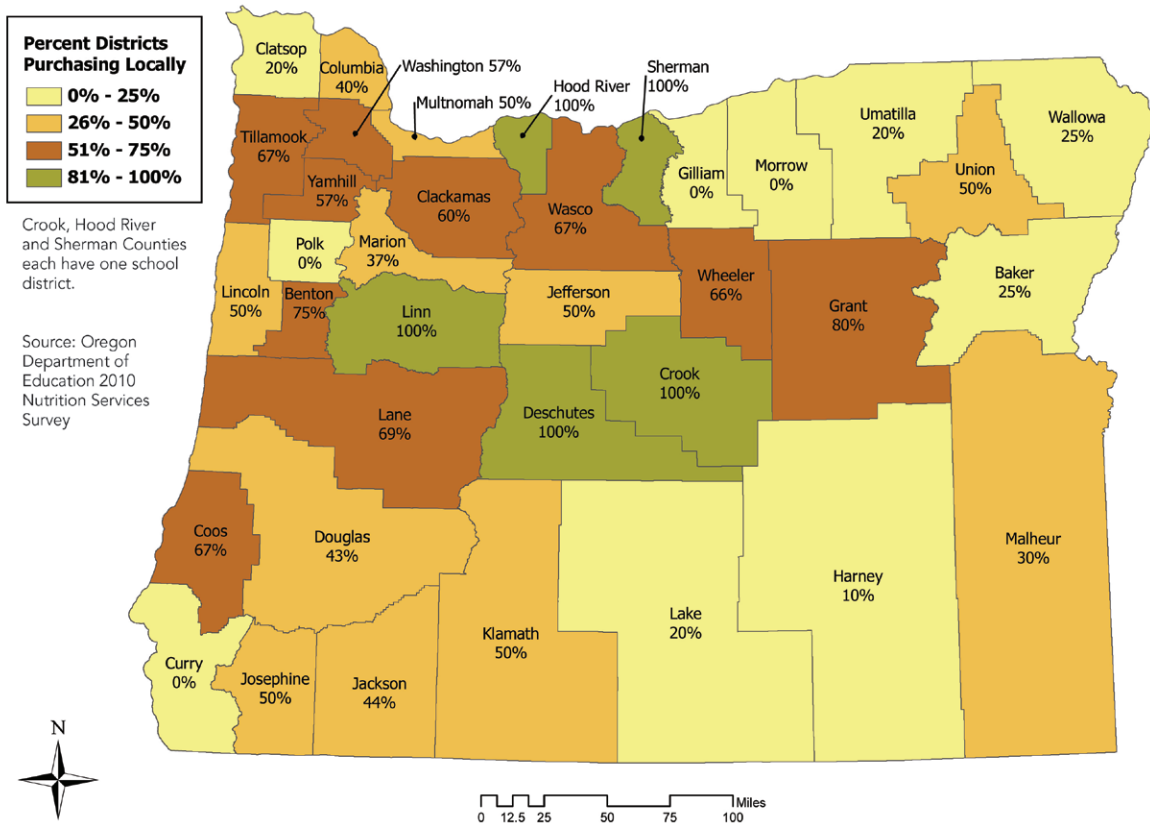 Percent Districts
Purchasing Locally
0% - 25%
26% - 50%
51% - 75%
81% - 100%
Crook, Hood River
and Sherman Counties
each have one school
district.
Source: Oregon
Department of
Education 2010
Nutrition Services
Survey
Clatsop
20%
Columbia
40%
Washington 57%
Multnomah 50%
Hood River
100%
Sherman
100%
Tillamook
67%
Yamhill
57%
Clackamas
60%
Wasco
67%
Gilliam
0%
Morrow
0%
Umatilla
20%
Union
50%
Wallowa
25%
Polk
0%
Marion
37%
Lincoln
50%
Benton
75%
Linn
100%
Jefferson
50%
Wheeler
66%
Grant
80%
Baker
25%
Crook
100%
Deschutes
100%
Lane
69%
Coos
67%
Douglas
43%
Malheur
30%
Harney
10%
Lake
20%
Klamath
50%
Curry
0%
Josephine
50%
Jackson
44%
N
Miles
0 12.5 25 50 75 100